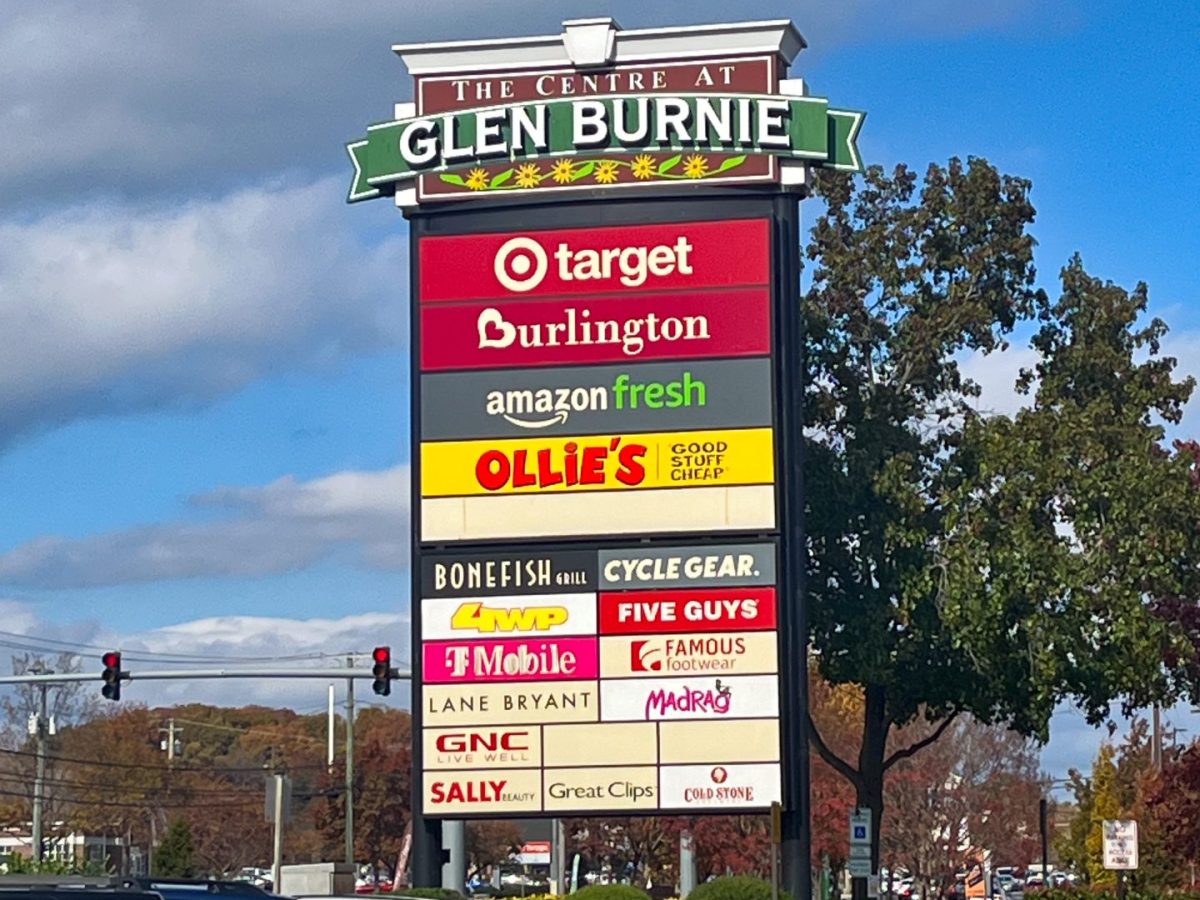 THE CENTRE AT
GLEN BURNIE
target
Burlington
amazon fresh
OLLiE'S GOOD
STUFF
CHEAP
BONEFISH GRILL
CYCLE GEAR.
4WP
FIVE GUYS
T Mobile
FAMOUS
footwear
LANE BRYANT
MADRAG
GNC
LIVE WELL
SALLY BEAUTY
Great Clips
COLD STONE